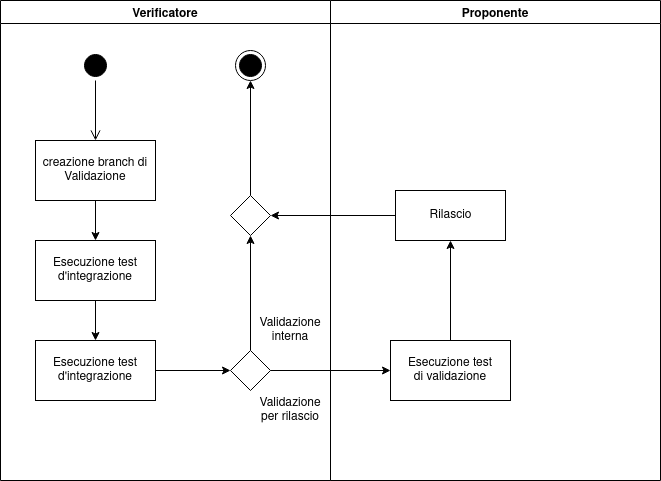 Verificatore
Proponente
creazione branch di
Validazione
Esecuzione test
d'integrazione
Esecuzione test
d'integrazione
Validazione
interna
Validazione
per rilascio
Rilascio
Esecuzione test
di validazione